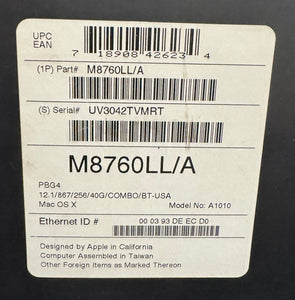 UPC
EAN
7 18908 42623 4
(1P) Part# M8760LL/A
(S) Serial# UV3042TVMRT
M8760LL/A
PBG4
12.1/867/256/40G/COMBO/BT-USA
Mac OS X Model No: A1010
Ethernet ID # 00 03 93 DE EC D0
Designed by Apple in California
Computer Assembled in Taiwan
Other Foreign Items as Marked Thereon